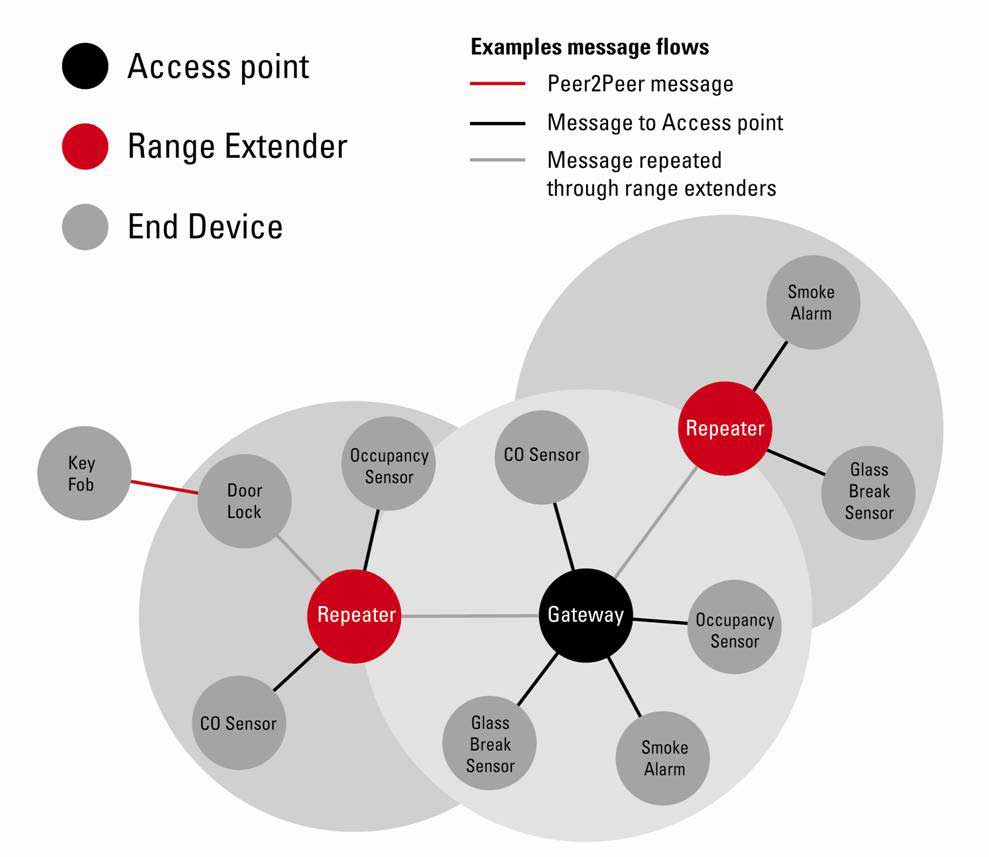 Access point
Range Extender
End Device
Examples message flows
Peer2Peer message
Message to Access point
Message repeated
through range extenders
Smoke
Alarm
Repeater
Glass
Break
Sensor
Key
Fob
Door
Lock
Occupancy
Sensor
CO Sensor
Repeater
Gateway
Occupancy
Sensor
CO Sensor
Glass
Break
Sensor
Smoke
Alarm